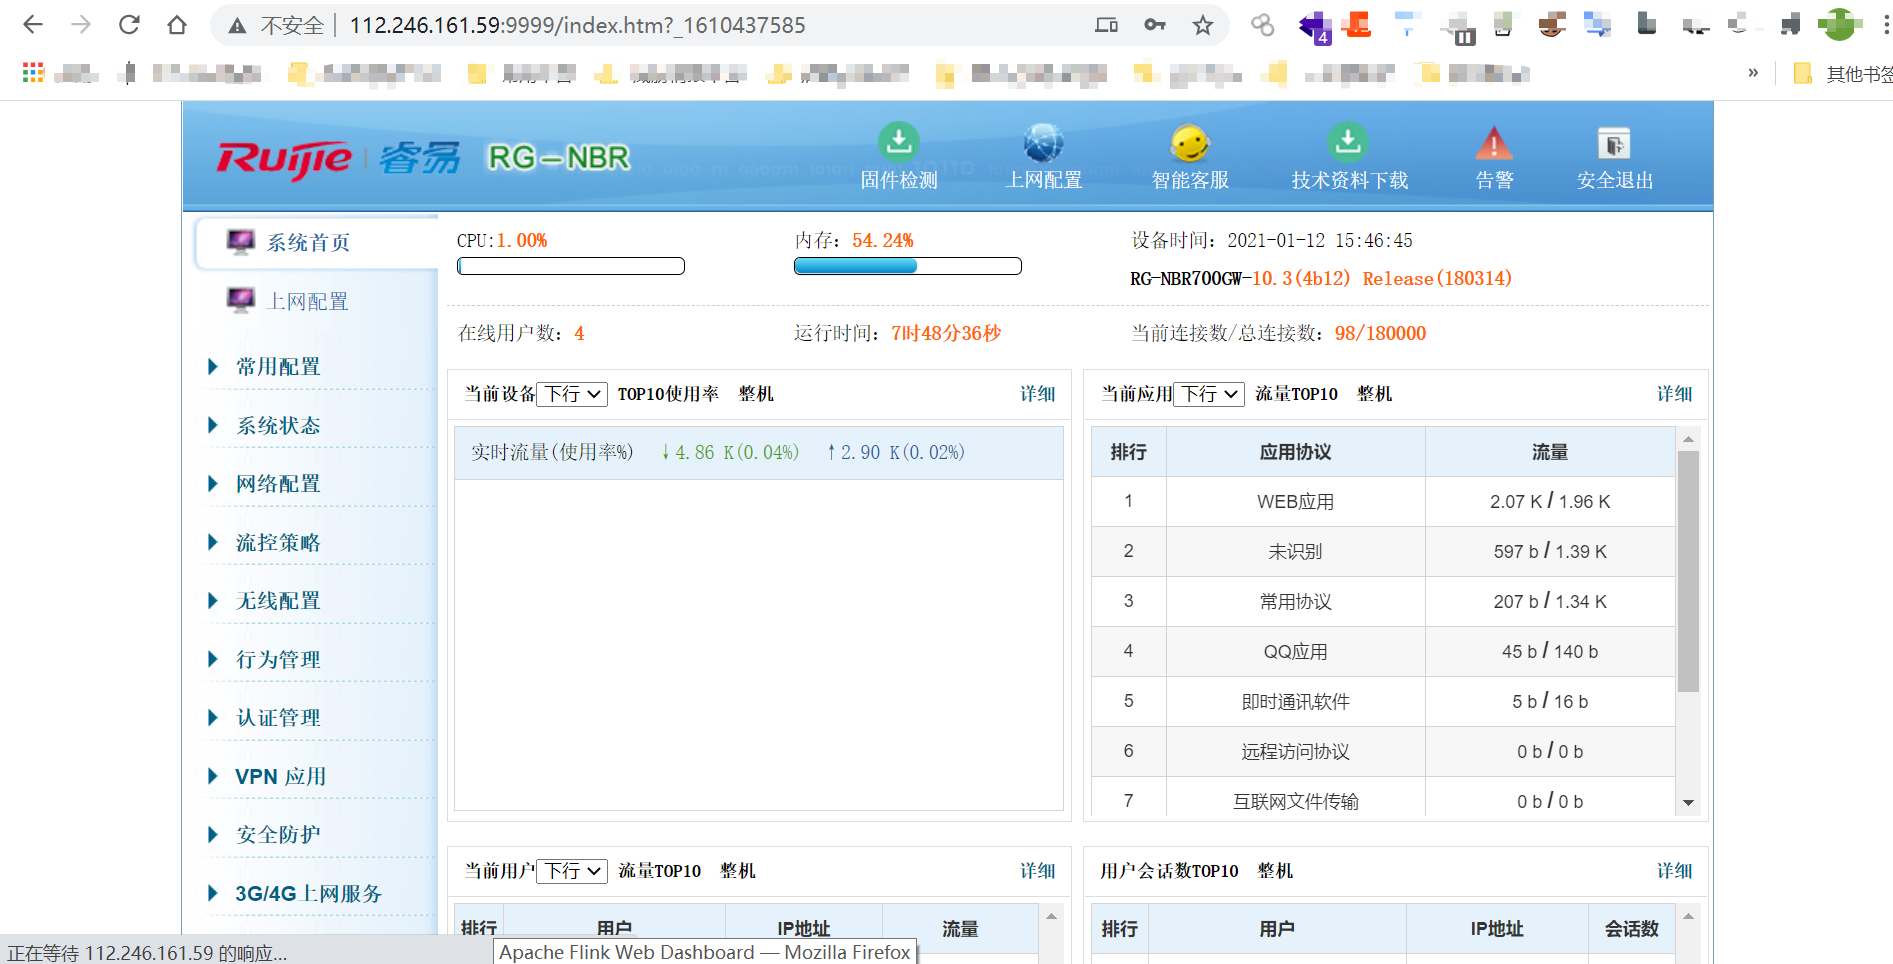 不安全 | 112.246.161.59:9999/index.htm?_1610437585
4
» 其他书签
Ruijie | 睿易 RG-NBR
固件检测 上网配置 智能客服 技术资料下载 告警 安全退出
系统首页
上网配置
常用配置
系统状态
网络配置
流控策略
无线配置
行为管理
认证管理
VPN 应用
安全防护
3G/4G上网服务
CPU:1.00% 内存：54.24% 设备时间：2021-01-12 15:46:45
RG-NBR700GW-10.3(4b12) Release(180314)
在线用户数：4 运行时间：7时48分36秒 当前连接数/总连接数：98/180000
当前设备 下行 TOP10使用率 整机 详细
实时流量(使用率%) ↓4.86 K(0.04%) ↑2.90 K(0.02%)
当前应用 下行 流量TOP10 整机 详细
排行 应用协议 流量
1 WEB应用 2.07 K / 1.96 K
2 未识别 597 b / 1.39 K
3 常用协议 207 b / 1.34 K
4 QQ应用 45 b / 140 b
5 即时通讯软件 5 b / 16 b
6 远程访问协议 0 b / 0 b
7 互联网文件传输 0 b / 0 b
当前用户 下行 流量TOP10 整机 详细
排行 用户 IP地址 流量
用户会话数TOP10 整机 详细
排行 用户 IP地址 会话数
正在等待 112.246.161.59 的响应...
Apache Flink Web Dashboard — Mozilla Firefox